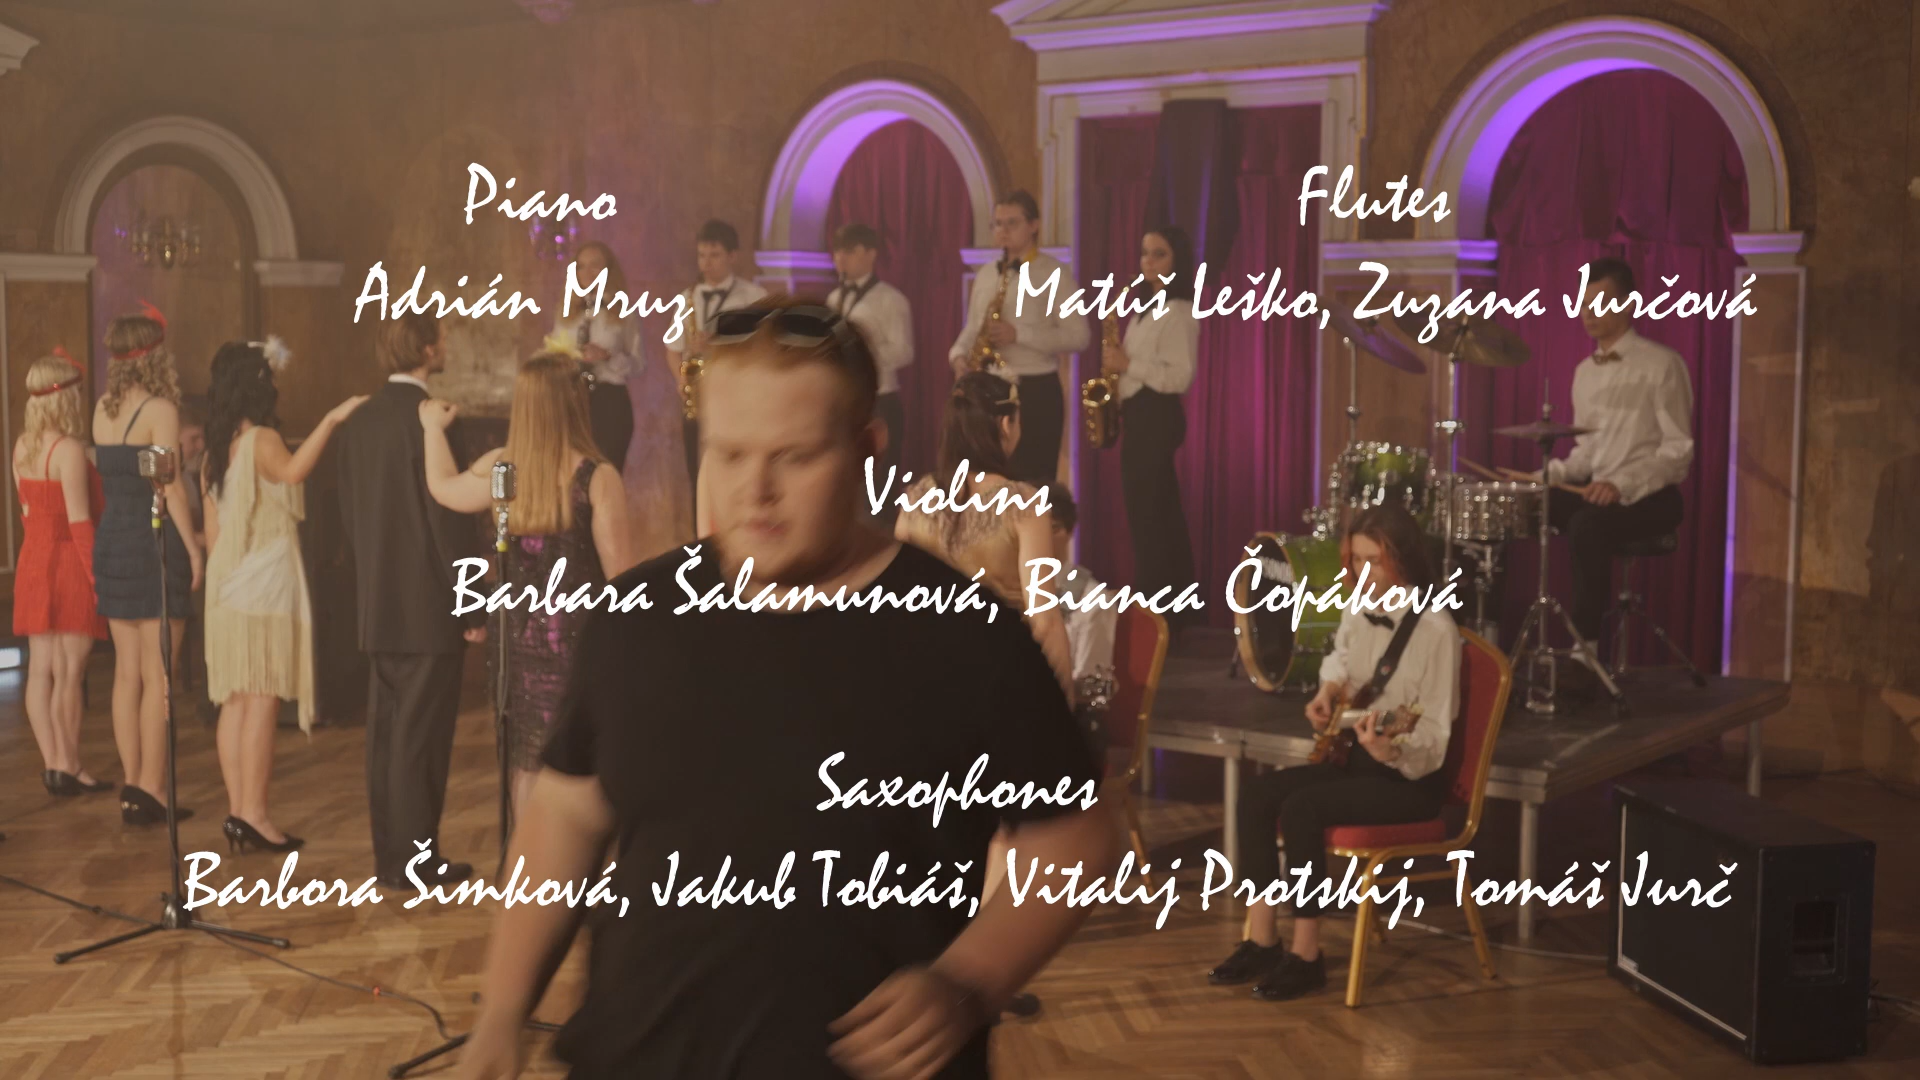 Piano
Adrián Mruz
Flutes
Matúš Leško, Zuzana Jurčová
Violins
Barbara Šalamunová, Bianca Čopáková
Saxophones
Barbora Šimková, Jakub Tobiáš, Vitalij Protskij, Tomáš Jurč